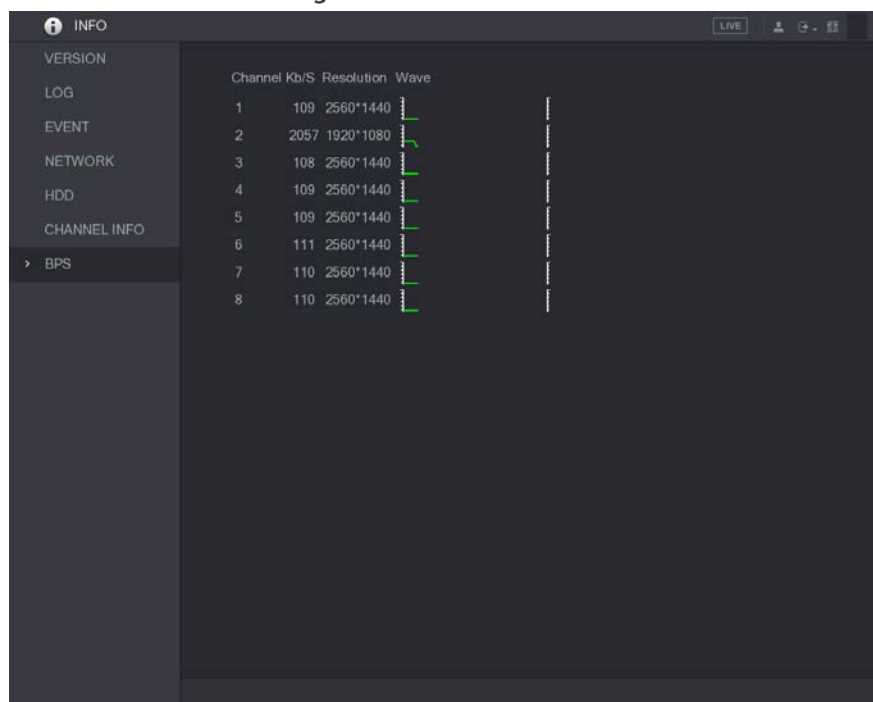 INFO
LIVE
VERSION
LOG
EVENT
NETWORK
HDD
CHANNEL INFO
BPS
Channel Kb/S Resolution Wave
1 109 2560*1440
2 2057 1920*1080
3 108 2560*1440
4 109 2560*1440
5 109 2560*1440
6 111 2560*1440
7 110 2560*1440
8 110 2560*1440